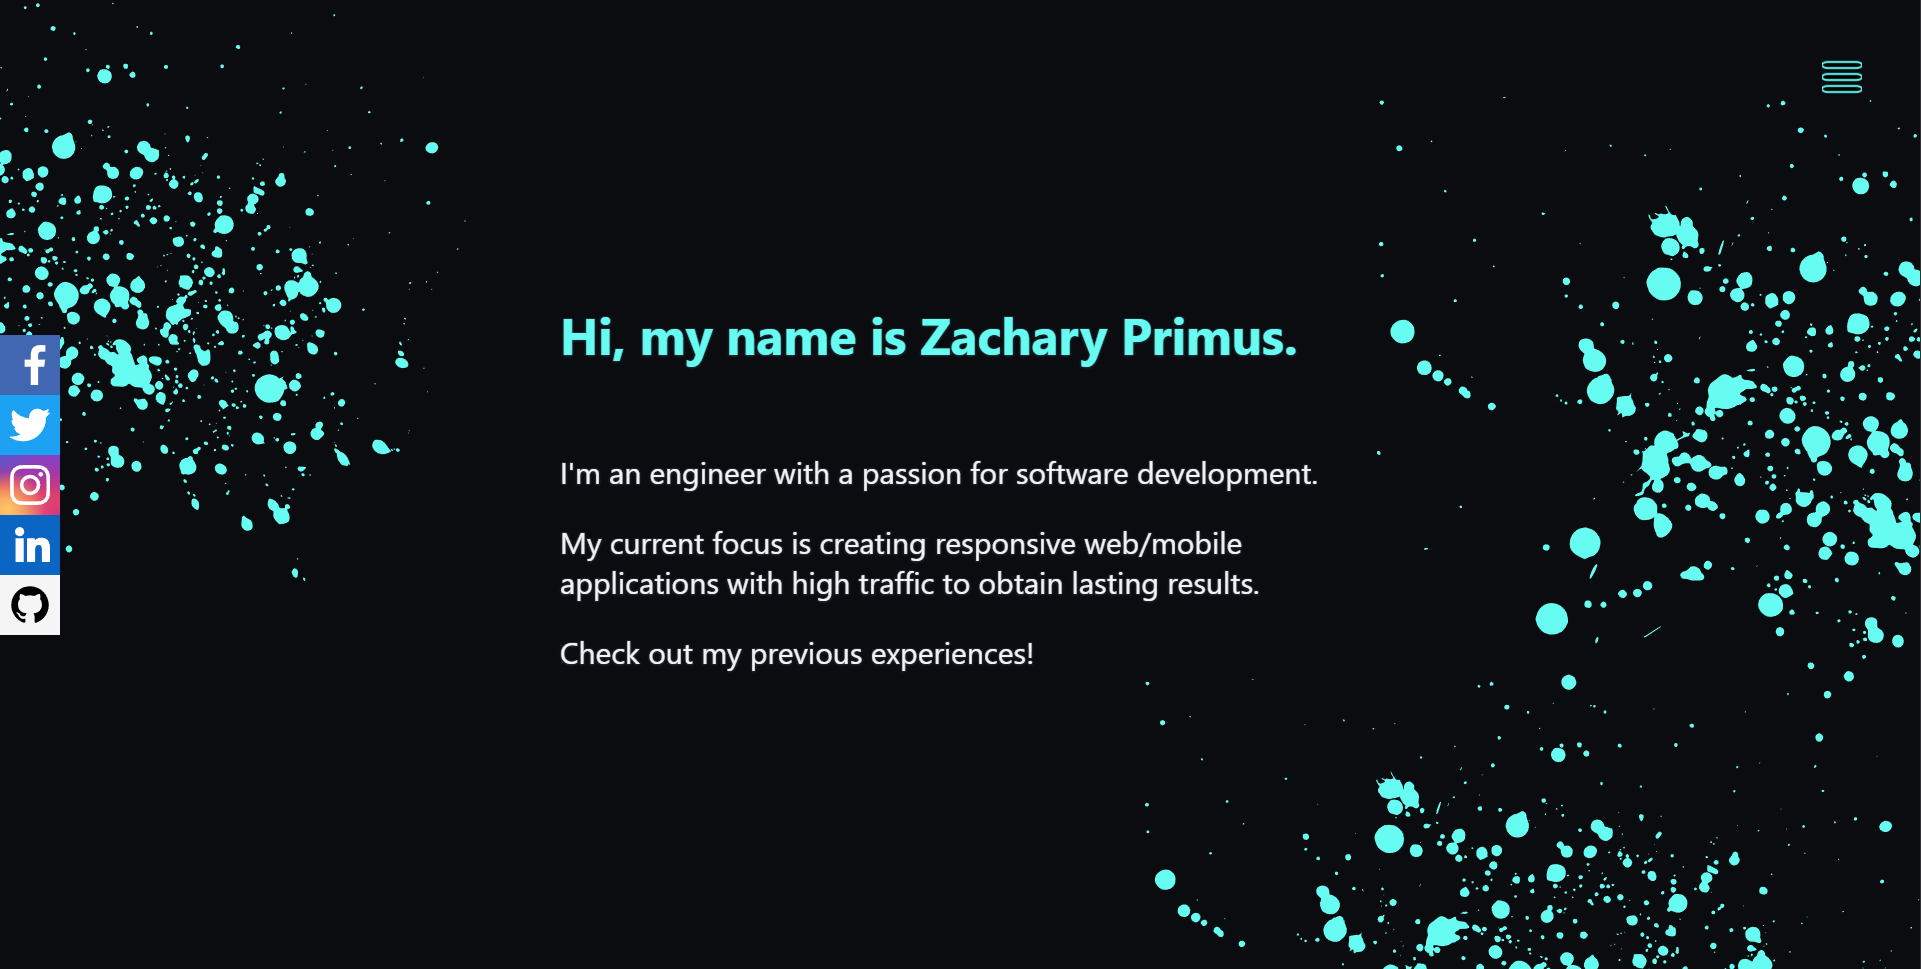 Hi, my name is Zachary Primus.
I'm an engineer with a passion for software development.
My current focus is creating responsive web/mobile
applications with high traffic to obtain lasting results.
Check out my previous experiences!